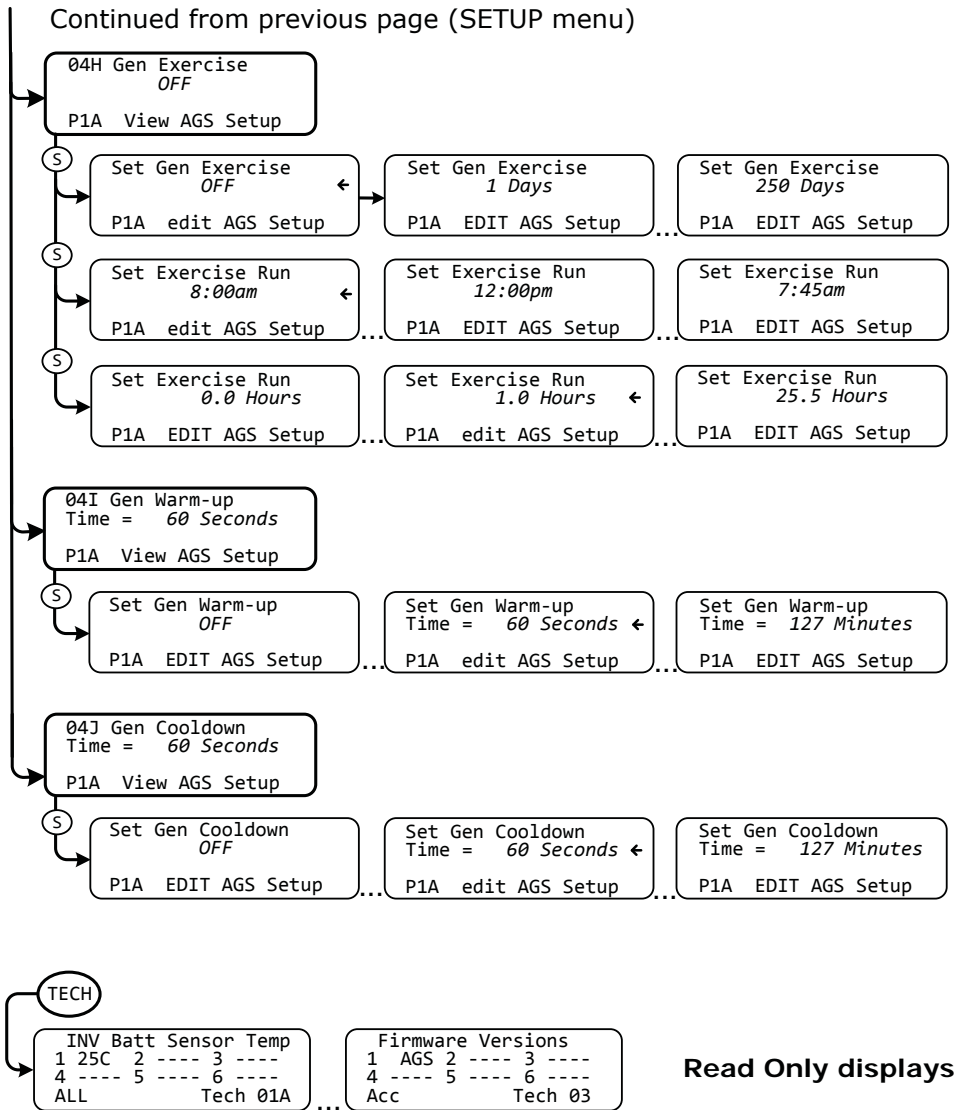 Continued from previous page (SETUP menu)
04H Gen Exercise
OFF
P1A View AGS Setup
S
Set Gen Exercise
OFF ←
P1A edit AGS Setup
Set Gen Exercise
1 Days
P1A EDIT AGS Setup
...
Set Gen Exercise
250 Days
P1A EDIT AGS Setup
S
Set Exercise Run
8:00am ←
P1A edit AGS Setup
...
Set Exercise Run
12:00pm
P1A EDIT AGS Setup
...
Set Exercise Run
7:45am
P1A EDIT AGS Setup
S
Set Exercise Run
0.0 Hours
P1A EDIT AGS Setup
...
Set Exercise Run
1.0 Hours ←
P1A edit AGS Setup
...
Set Exercise Run
25.5 Hours
P1A EDIT AGS Setup
04I Gen Warm-up
Time = 60 Seconds
P1A View AGS Setup
S
Set Gen Warm-up
OFF
P1A EDIT AGS Setup
...
Set Gen Warm-up
Time = 60 Seconds ←
P1A edit AGS Setup
...
Set Gen Warm-up
Time = 127 Minutes
P1A EDIT AGS Setup
04J Gen Cooldown
Time = 60 Seconds
P1A View AGS Setup
S
Set Gen Cooldown
OFF
P1A EDIT AGS Setup
...
Set Gen Cooldown
Time = 60 Seconds ←
P1A edit AGS Setup
...
Set Gen Cooldown
Time = 127 Minutes
P1A EDIT AGS Setup
TECH
INV Batt Sensor Temp
1 25C 2 ---- 3 ----
4 ---- 5 ---- 6 ----
ALL Tech 01A
...
Firmware Versions
1 AGS 2 ---- 3 ----
4 ---- 5 ---- 6 ----
Acc Tech 03
Read Only displays